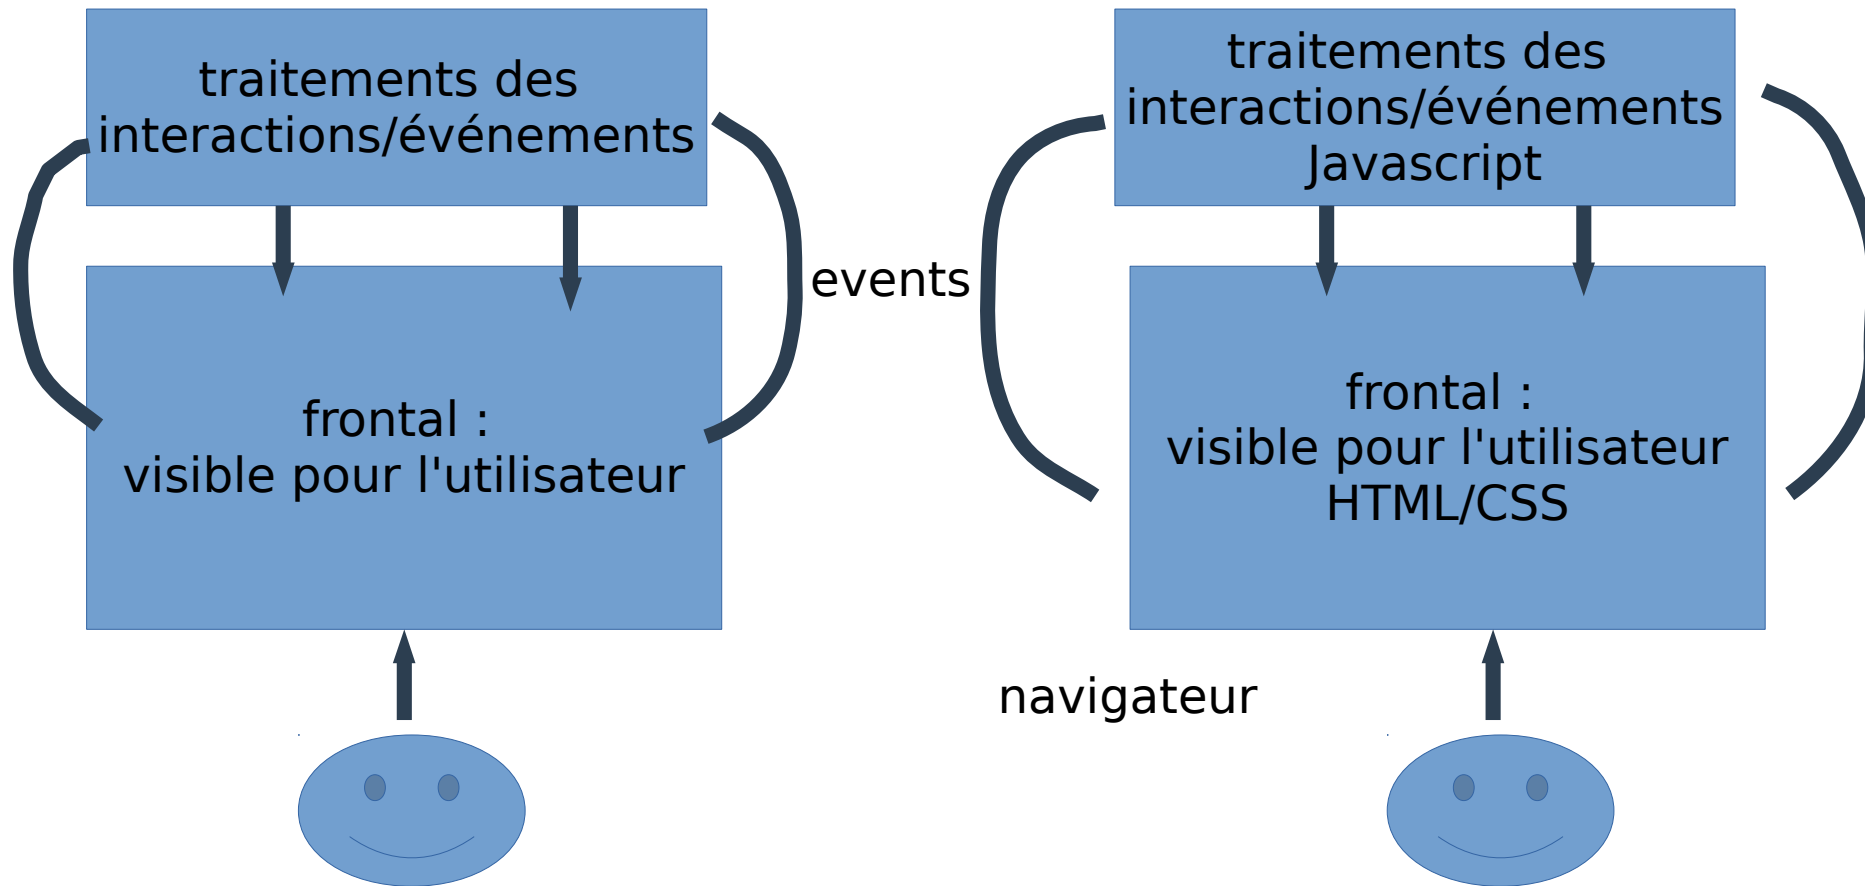 traitements des
interactions/événements
events
frontal :
visible pour l'utilisateur
traitements des
interactions/événements
Javascript
frontal :
visible pour l'utilisateur
HTML/CSS
navigateur